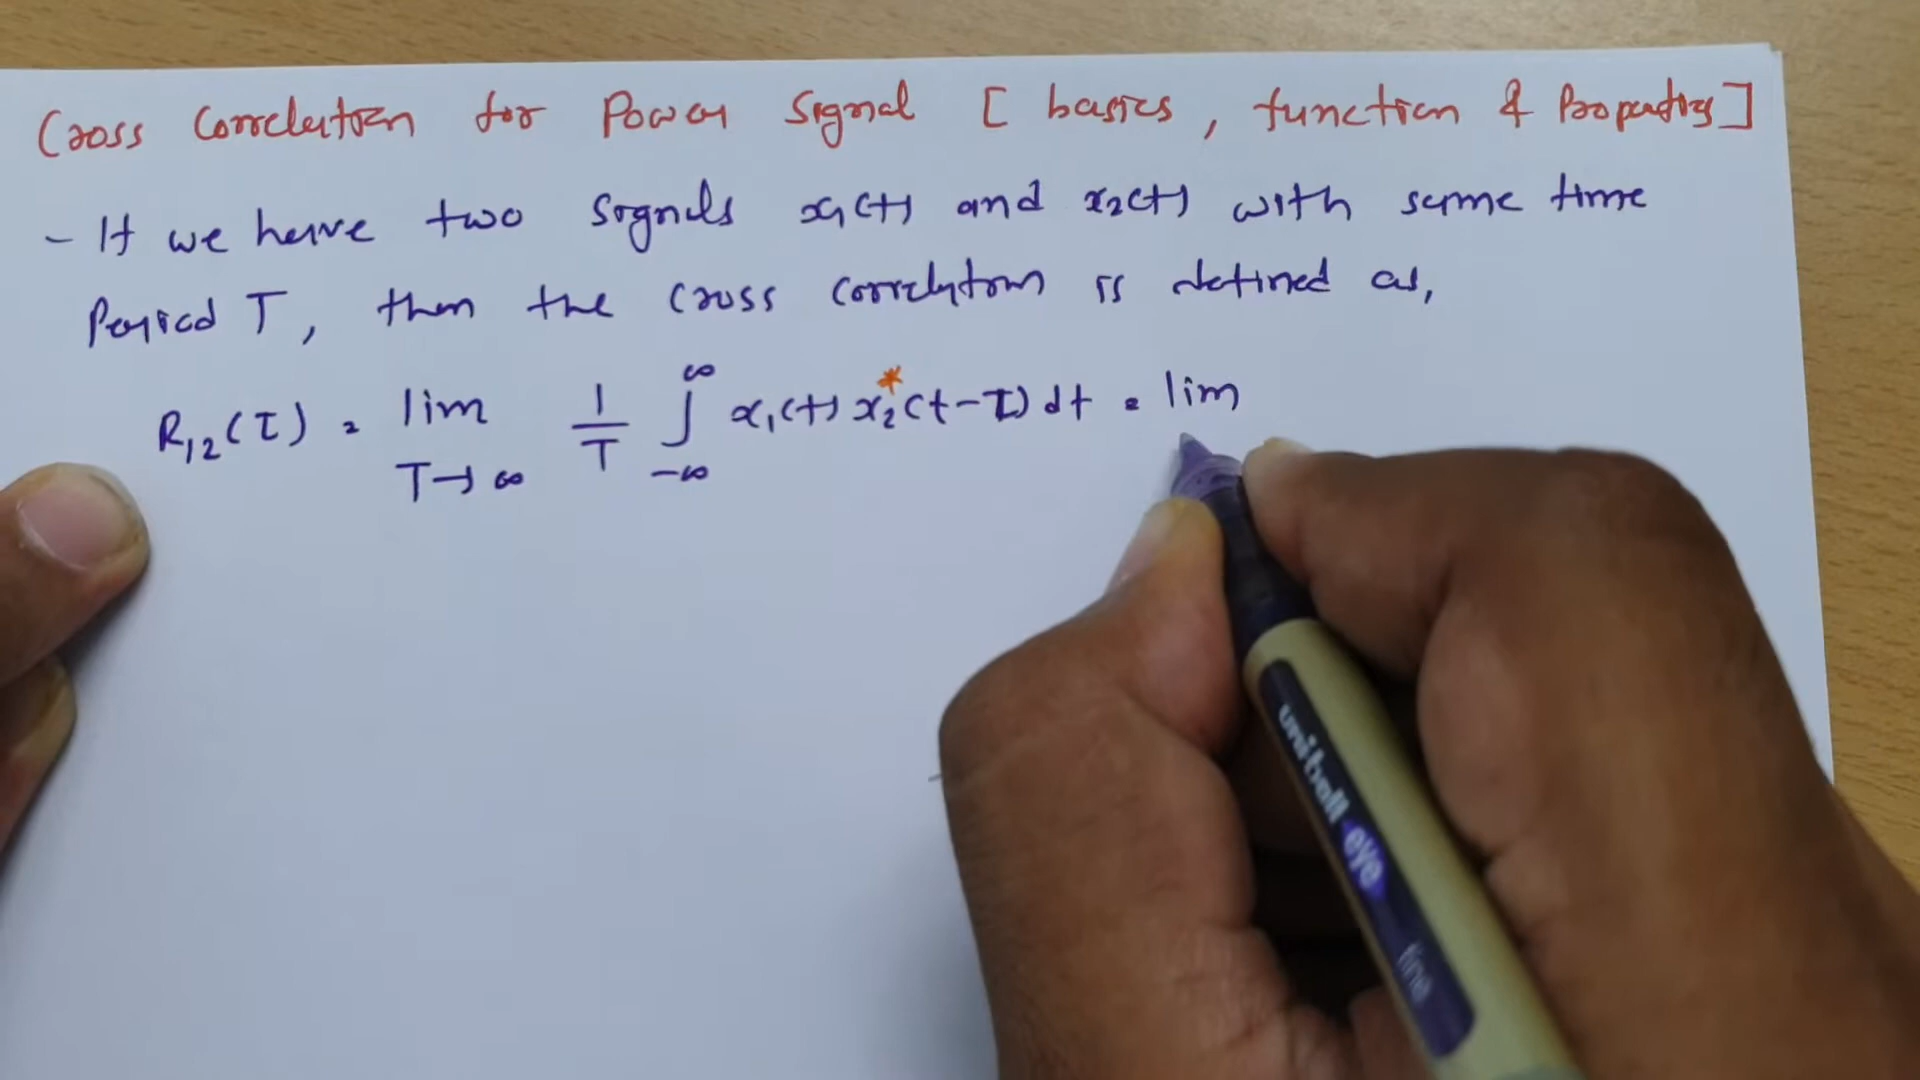 Cross Correlation for Power Signal [ basics, function & Properties]
- If we have two signals x₁(t) and x₂(t) with same time
Period T, then the cross correlation is defined as,
R₁₂(τ) = lim T→∞ 1/T ∫_{-∞}^{∞} x₁(t) x₂*(t-τ) dt = lim
uniball eye fine